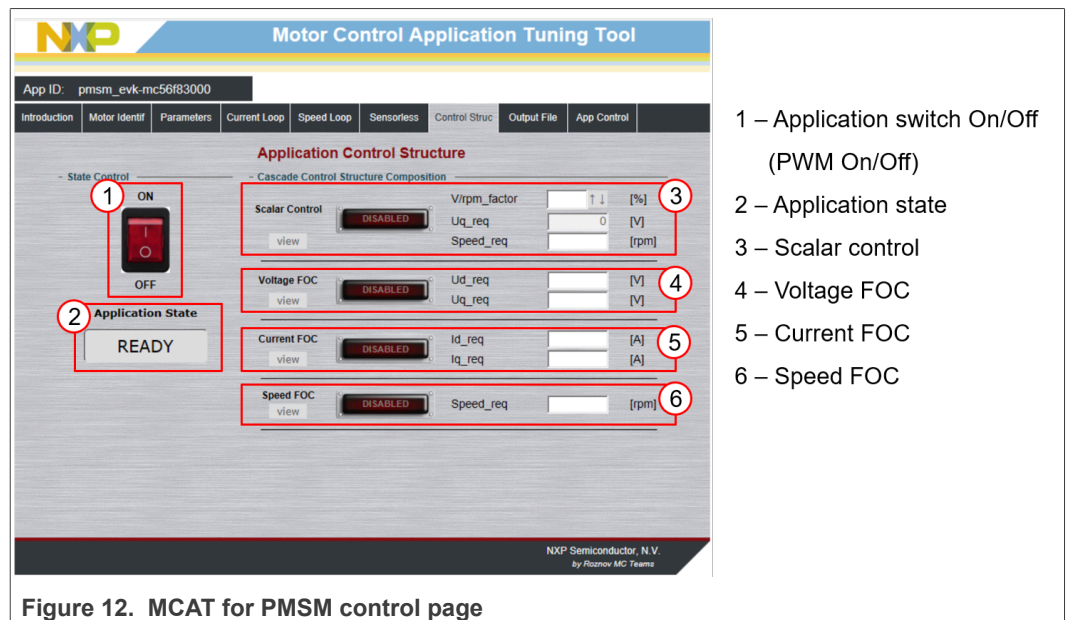 NXP
Motor Control Application Tuning Tool
App ID: pmsm_evk-mc56f83000
Introduction Motor Identif Parameters Current Loop Speed Loop Sensorless Control Struc Output File App Control
Application Control Structure
State Control
Cascade Control Structure Composition
1
ON
I
O
OFF
2
Application State
READY
Scalar Control
DISABLED
view
V/rpm_factor ↑↓ [%]
Uq_req 0 [V]
Speed_req [rpm]
3
Voltage FOC
DISABLED
view
Ud_req [V]
Uq_req [V]
4
Current FOC
DISABLED
view
Id_req [A]
Iq_req [A]
5
Speed FOC
DISABLED
view
Speed_req [rpm]
6
NXP Semiconductor, N.V.
by Roznov MC Teams
1 – Application switch On/Off
(PWM On/Off)
2 – Application state
3 – Scalar control
4 – Voltage FOC
5 – Current FOC
6 – Speed FOC
Figure 12. MCAT for PMSM control page